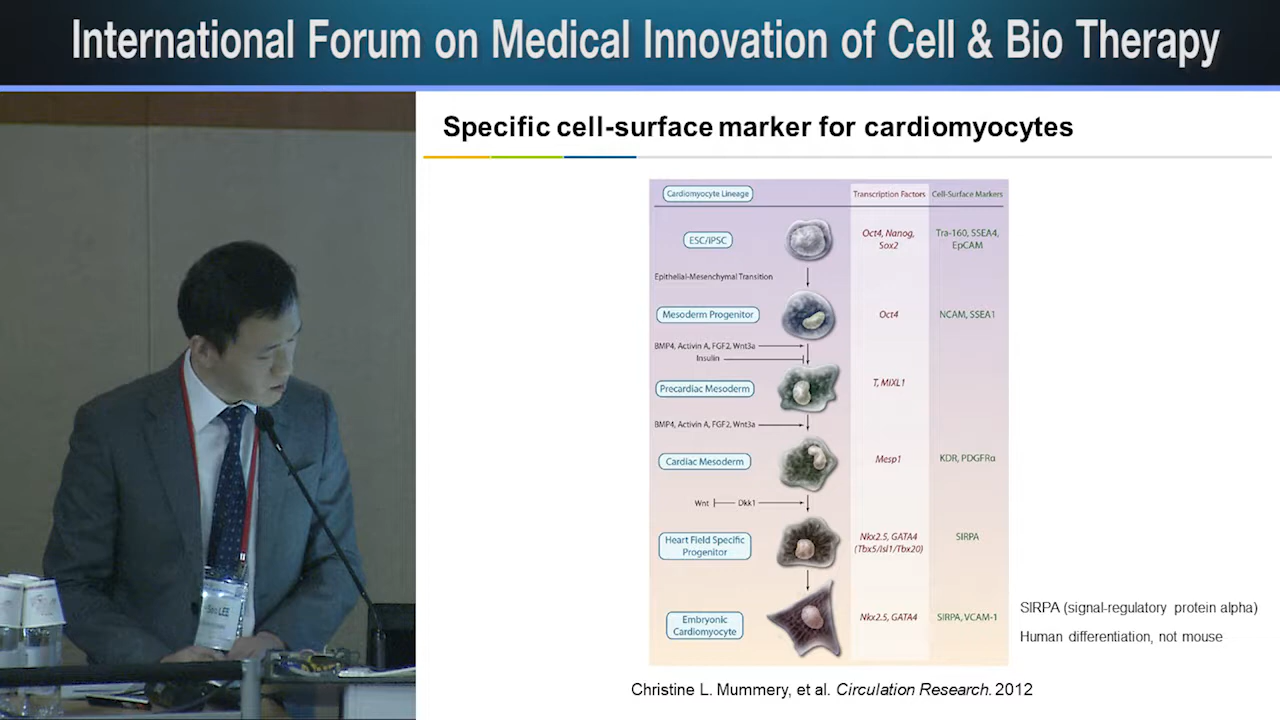 International Forum on Medical Innovation of Cell & Bio Therapy
Specific cell-surface marker for cardiomyocytes
Cardiomyocyte Lineage
Transcription Factors
Cell-Surface Markers
ESC/iPSC
Oct4, Nanog,
Sox2
Tra-160, SSEA4,
EpCAM
Epithelial-Mesenchymal Transition
Mesoderm Progenitor
Oct4
NCAM, SSEA1
BMP4, Activin A, FGF2, Wnt3a
Insulin
Precardiac Mesoderm
T, MIXL1
BMP4, Activin A, FGF2, Wnt3a
Cardiac Mesoderm
Mesp1
KDR, PDGFRα
Wnt
Dkk1
Heart Field Specific
Progenitor
Nkx2.5, GATA4
(Tbx5/Isl1/Tbx20)
SIRPA
Embryonic
Cardiomyocyte
Nkx2.5, GATA4
SIRPA, VCAM-1
SIRPA (signal-regulatory protein alpha)
Human differentiation, not mouse
Christine L. Mummery, et al. Circulation Research. 2012
LEE